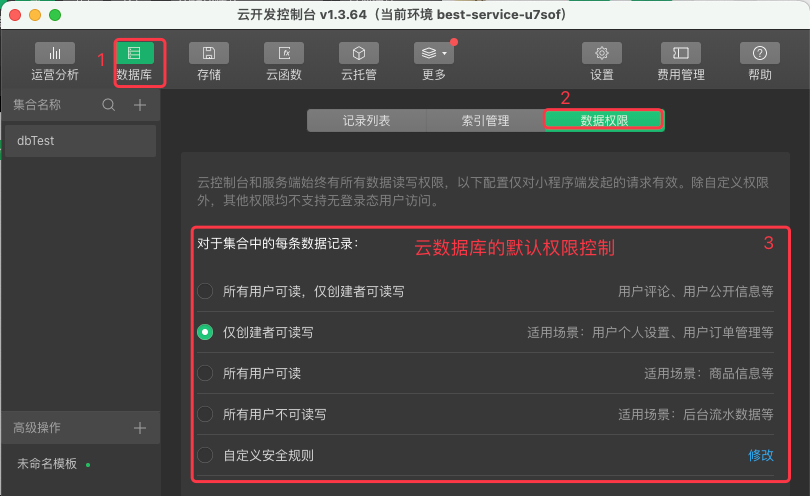 云开发控制台 v1.3.64（当前环境 best-service-u7sof）
1
2
运营分析 数据库 存储 云函数 云托管 更多 设置 费用管理 帮助
集合名称
记录列表 索引管理 数据权限
dbTest
云控制台和服务端始终有所有数据读写权限，以下配置仅对小程序端发起的请求有效。除自定义权限
外，其他权限均不支持无登录态用户访问。
对于集合中的每条数据记录： 云数据库的默认权限控制 3
所有用户可读，仅创建者可读写 用户评论、用户公开信息等
仅创建者可读写 适用场景：用户个人设置、用户订单管理等
所有用户可读 适用场景：商品信息等
所有用户不可读写 适用场景：后台流水数据等
高级操作
自定义安全规则 修改
未命名模板